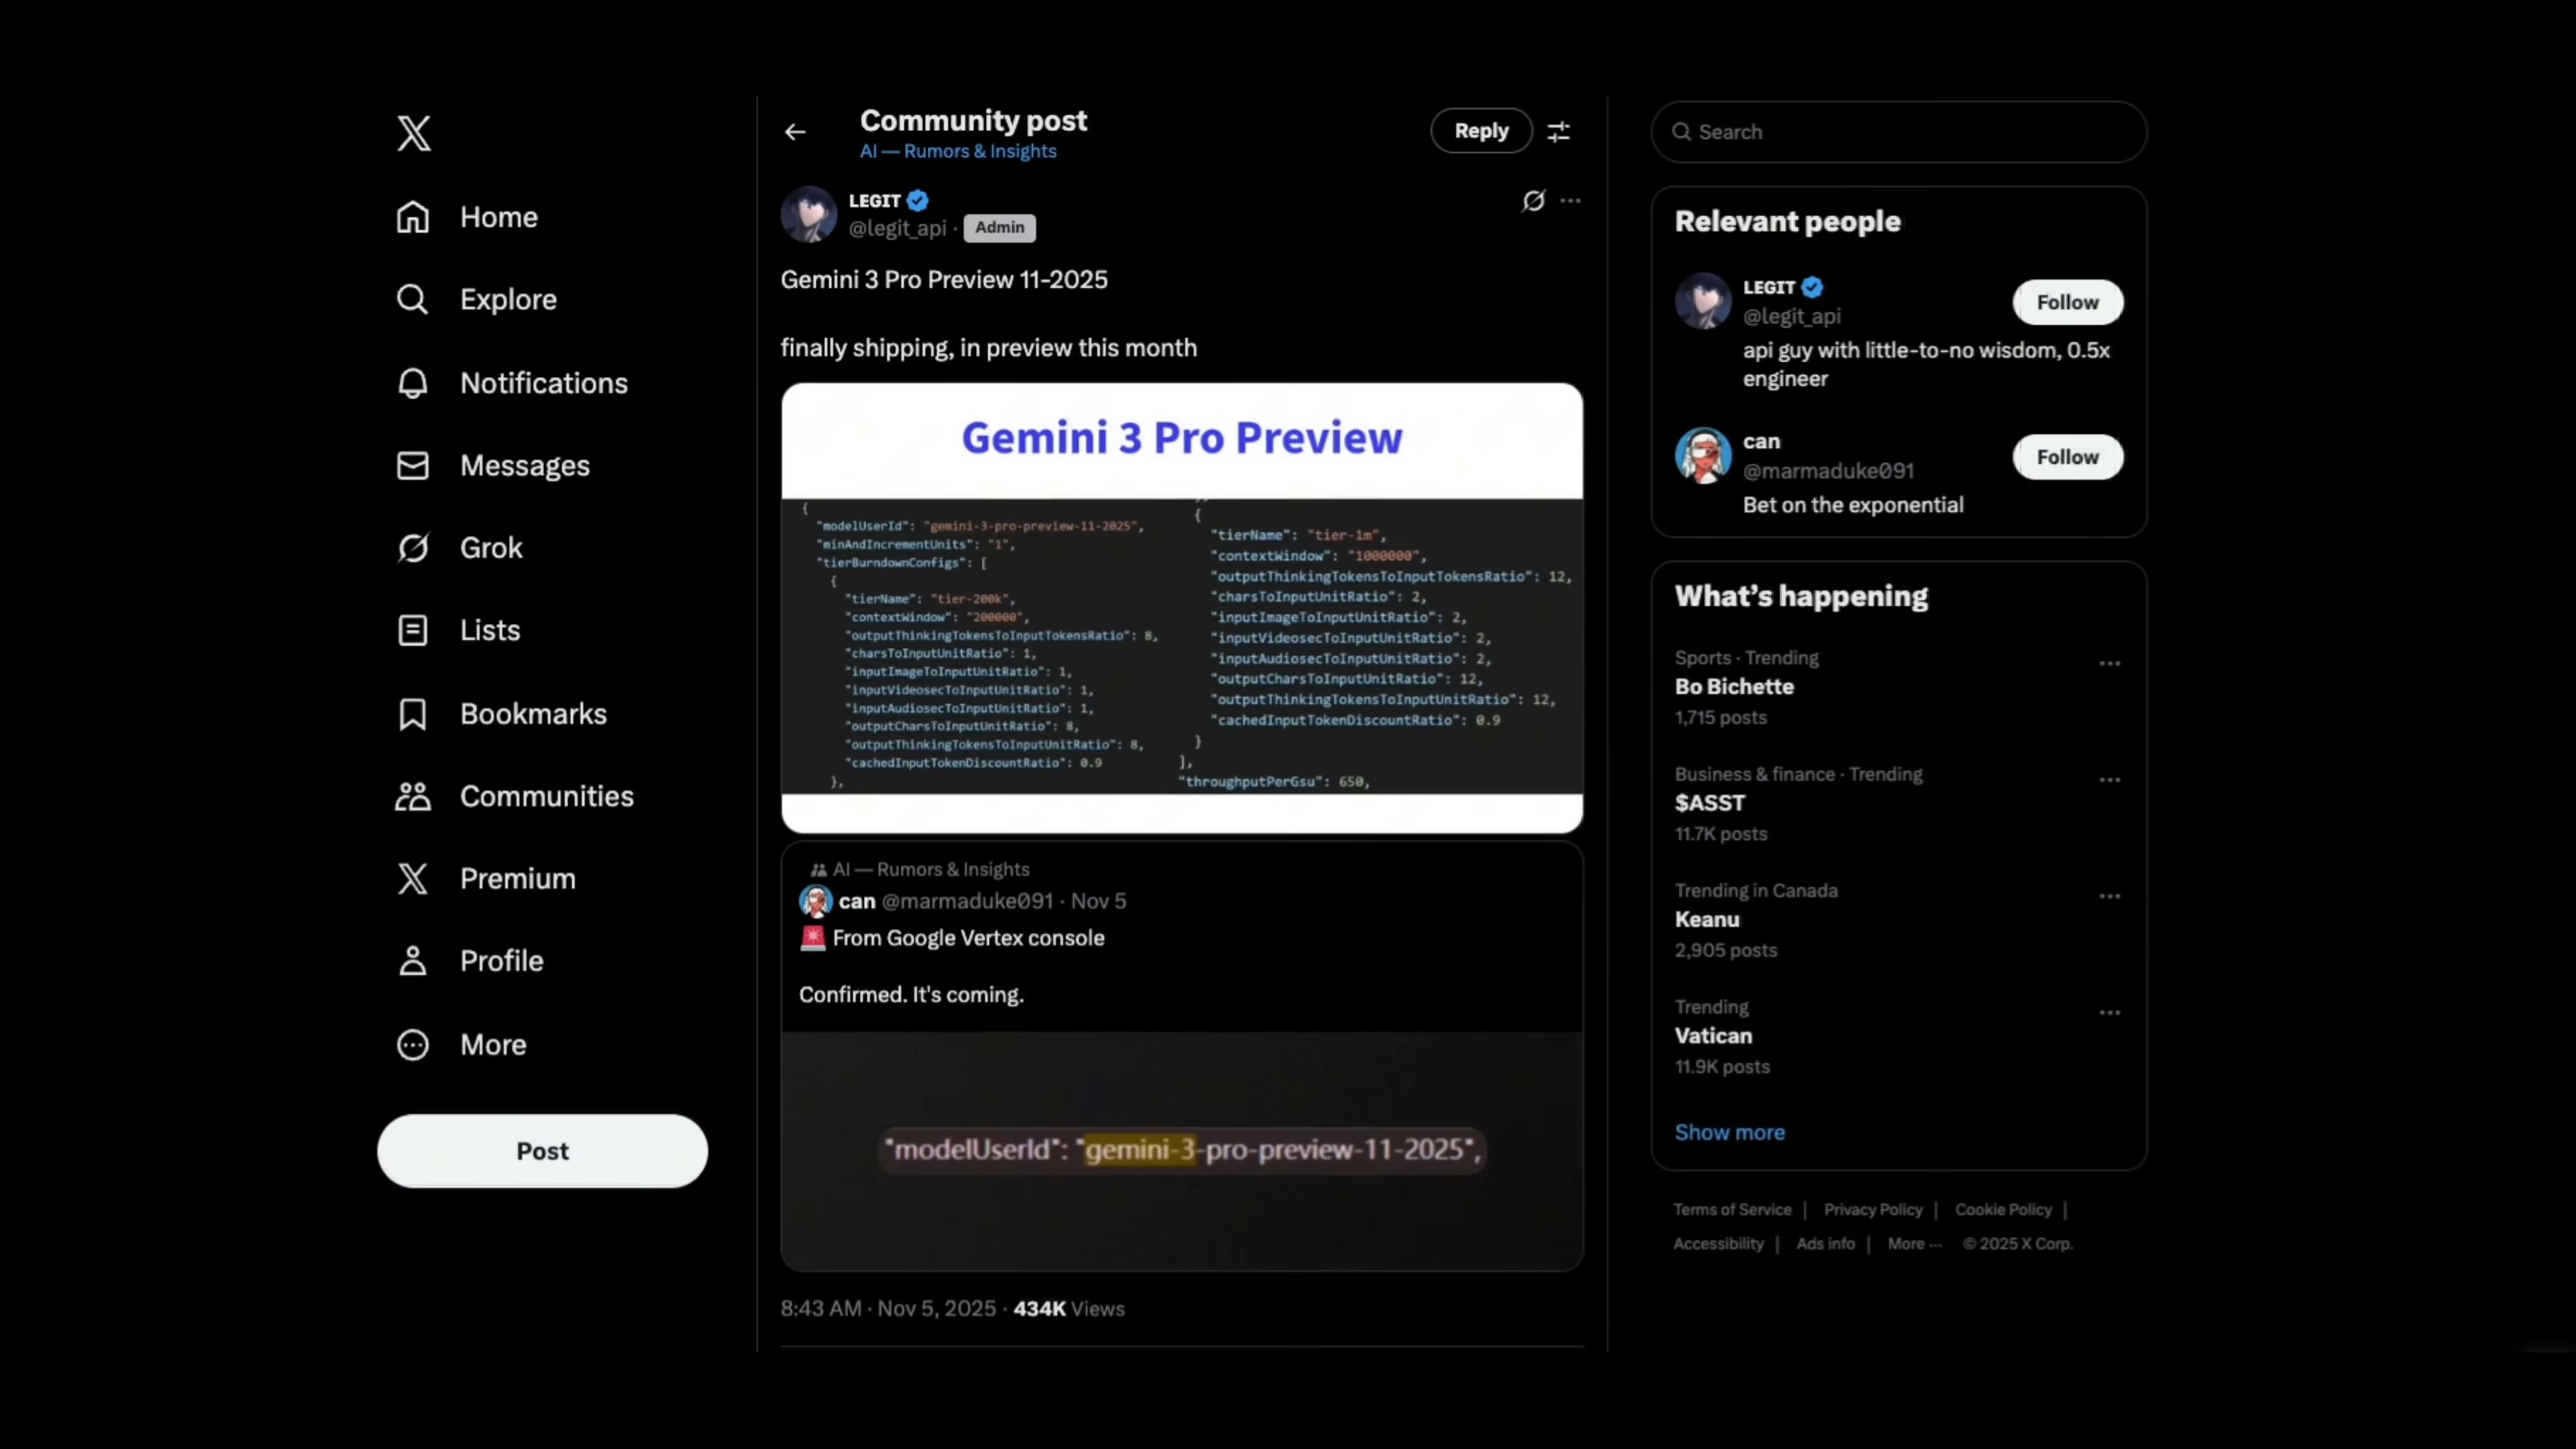 Home
Explore
Notifications
Messages
Grok
Lists
Bookmarks
Communities
Premium
Profile
More
Post
Community post
AI — Rumors & Insights
Reply
LEGIT
@legit_api · Admin
Gemini 3 Pro Preview 11-2025
finally shipping, in preview this month
Gemini 3 Pro Preview
{
"modelUserId": "gemini-3-pro-preview-11-2025",
"minAndIncrementUnits": "1",
"tierBurndownConfigs": [
{
"tierName": "tier-200k",
"contextWindow": "200000",
"outputThinkingTokensToInputTokensRatio": 8,
"charsToInputUnitRatio": 1,
"inputImageToInputUnitRatio": 1,
"inputVideosecToInputUnitRatio": 1,
"inputAudiosecToInputUnitRatio": 1,
"outputCharsToInputUnitRatio": 8,
"outputThinkingTokensToInputUnitRatio": 8,
"cachedInputTokenDiscountRatio": 0.9
},
{
"tierName": "tier-1m",
"contextWindow": "1000000",
"outputThinkingTokensToInputTokensRatio": 12,
"charsToInputUnitRatio": 2,
"inputImageToInputUnitRatio": 2,
"inputVideosecToInputUnitRatio": 2,
"inputAudiosecToInputUnitRatio": 2,
"outputCharsToInputUnitRatio": 12,
"outputThinkingTokensToInputUnitRatio": 12,
"cachedInputTokenDiscountRatio": 0.9
}
],
"throughputPerGsu": 650,
AI — Rumors & Insights
can @marmaduke091 · Nov 5
From Google Vertex console
Confirmed. It's coming.
"modelUserId": "gemini-3-pro-preview-11-2025",
8:43 AM · Nov 5, 2025 · 434K Views
Search
Relevant people
LEGIT
@legit_api
Follow
api guy with little-to-no wisdom, 0.5x
engineer
can
@marmaduke091
Follow
Bet on the exponential
What's happening
Sports · Trending
Bo Bichette
1,715 posts
Business & finance · Trending
$ASST
11.7K posts
Trending in Canada
Keanu
2,905 posts
Trending
Vatican
11.9K posts
Show more
Terms of Service | Privacy Policy | Cookie Policy |
Accessibility | Ads info | More ··· © 2025 X Corp.